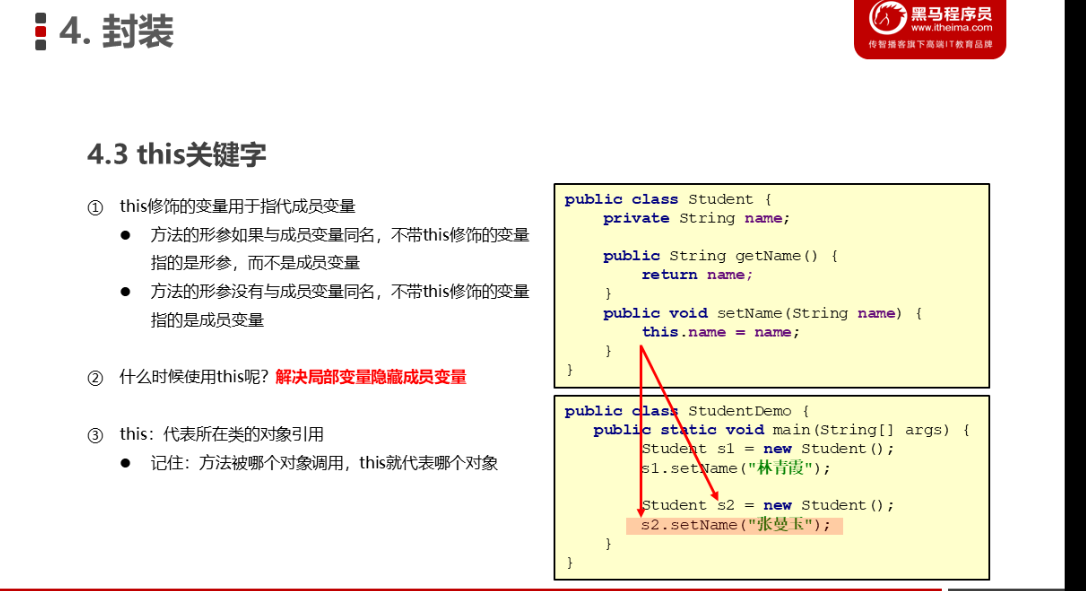 4. 封装
黑马程序员
www.itheima.com
传智播客旗下高端IT教育品牌
4.3 this关键字
① this修饰的变量用于指代成员变量
● 方法的形参如果与成员变量同名，不带this修饰的变量
指的是形参，而不是成员变量
● 方法的形参没有与成员变量同名，不带this修饰的变量
指的是成员变量
② 什么时候使用this呢？解决局部变量隐藏成员变量
③ this：代表所在类的对象引用
● 记住：方法被哪个对象调用，this就代表哪个对象
public class Student {
private String name;
public String getName() {
return name;
}
public void setName(String name) {
this.name = name;
}
}
public class StudentDemo {
public static void main(String[] args) {
Student s1 = new Student();
s1.setName("林青霞");
Student s2 = new Student();
s2.setName("张曼玉");
}
}